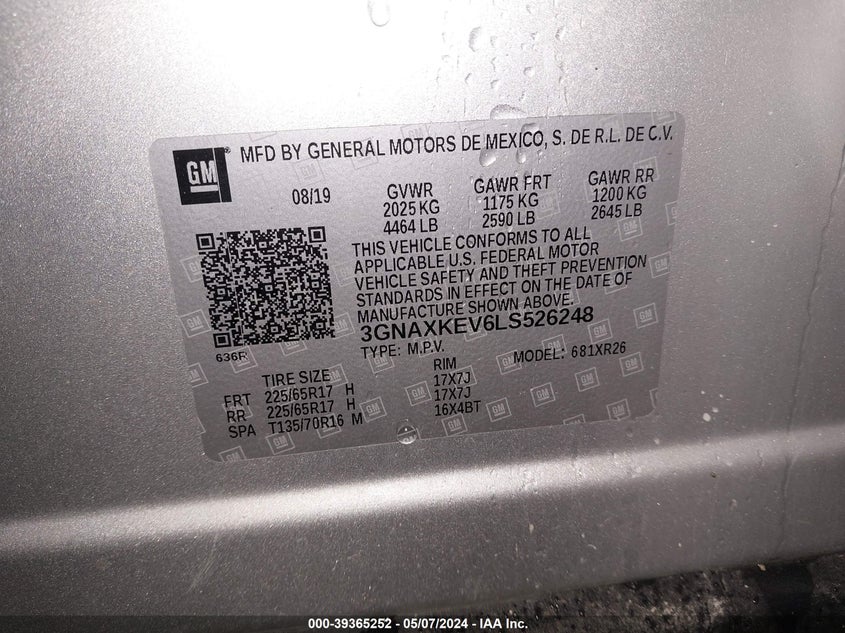 GM
MFD BY GENERAL MOTORS DE MEXICO, S. DE R.L. DE C.V.
08/19 GVWR GAWR FRT GAWR RR
2025 KG 1175 KG 1200 KG
4464 LB 2590 LB 2645 LB
THIS VEHICLE CONFORMS TO ALL
APPLICABLE U.S. FEDERAL MOTOR
VEHICLE SAFETY AND THEFT PREVENTION
STANDARDS IN EFFECT ON THE DATE OF
MANUFACTURE SHOWN ABOVE.
3GNAXKEV6LS526248
636R TYPE: M.P.V. MODEL: 681XR26
TIRE SIZE RIM
FRT 225/65R17 H 17X7J
RR 225/65R17 H 17X7J
SPA T135/70R16 M 16X4BT
000-39365252 - 05/07/2024 - IAA Inc.